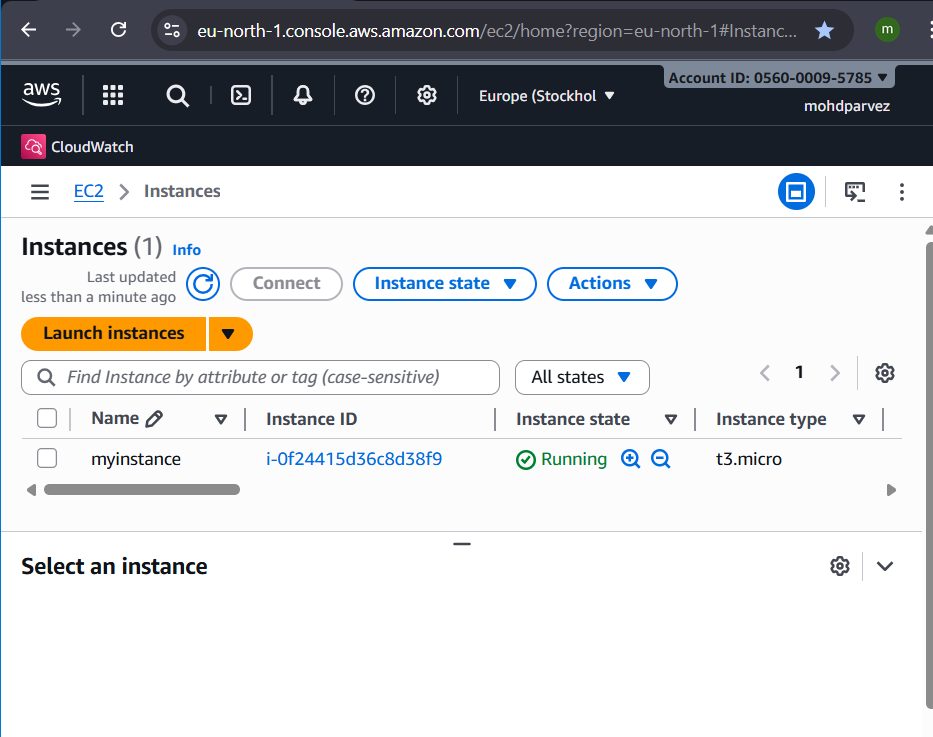 eu-north-1.console.aws.amazon.com/ec2/home?region=eu-north-1#Instanc...
m
aws
Europe (Stockhol
Account ID: 0560-0009-5785
mohdparvez
CloudWatch
EC2
Instances
Instances (1) Info
Last updated
less than a minute ago
Connect
Instance state
Actions
Launch instances
Find Instance by attribute or tag (case-sensitive)
All states
1
Name Instance ID Instance state Instance type
myinstance i-0f24415d36c8d38f9 Running t3.micro
Select an instance